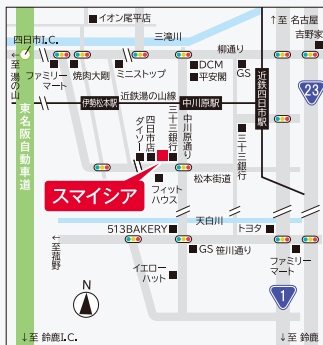 イオン尾平店
↑至 名古屋
吉野家
四日市I.C.
三滝川
柳通り
←至 湯の山
ファミリーマート
焼肉大剛
ミニストップ
DCM
平安閣
GS
近鉄四日市駅
23
近鉄湯の山線
伊勢松本駅
中川原駅
東名阪自動車道
ダイソー
四日市店
三十三銀行
中川原通り
三十三銀行
スマイシア
松本街道
フィットハウス
天白川
513BAKERY
トヨタ
←至菰野
GS
笹川通り
イエローハット
ファミリーマート
N
1
↓至 鈴鹿I.C.
↓至 鈴鹿